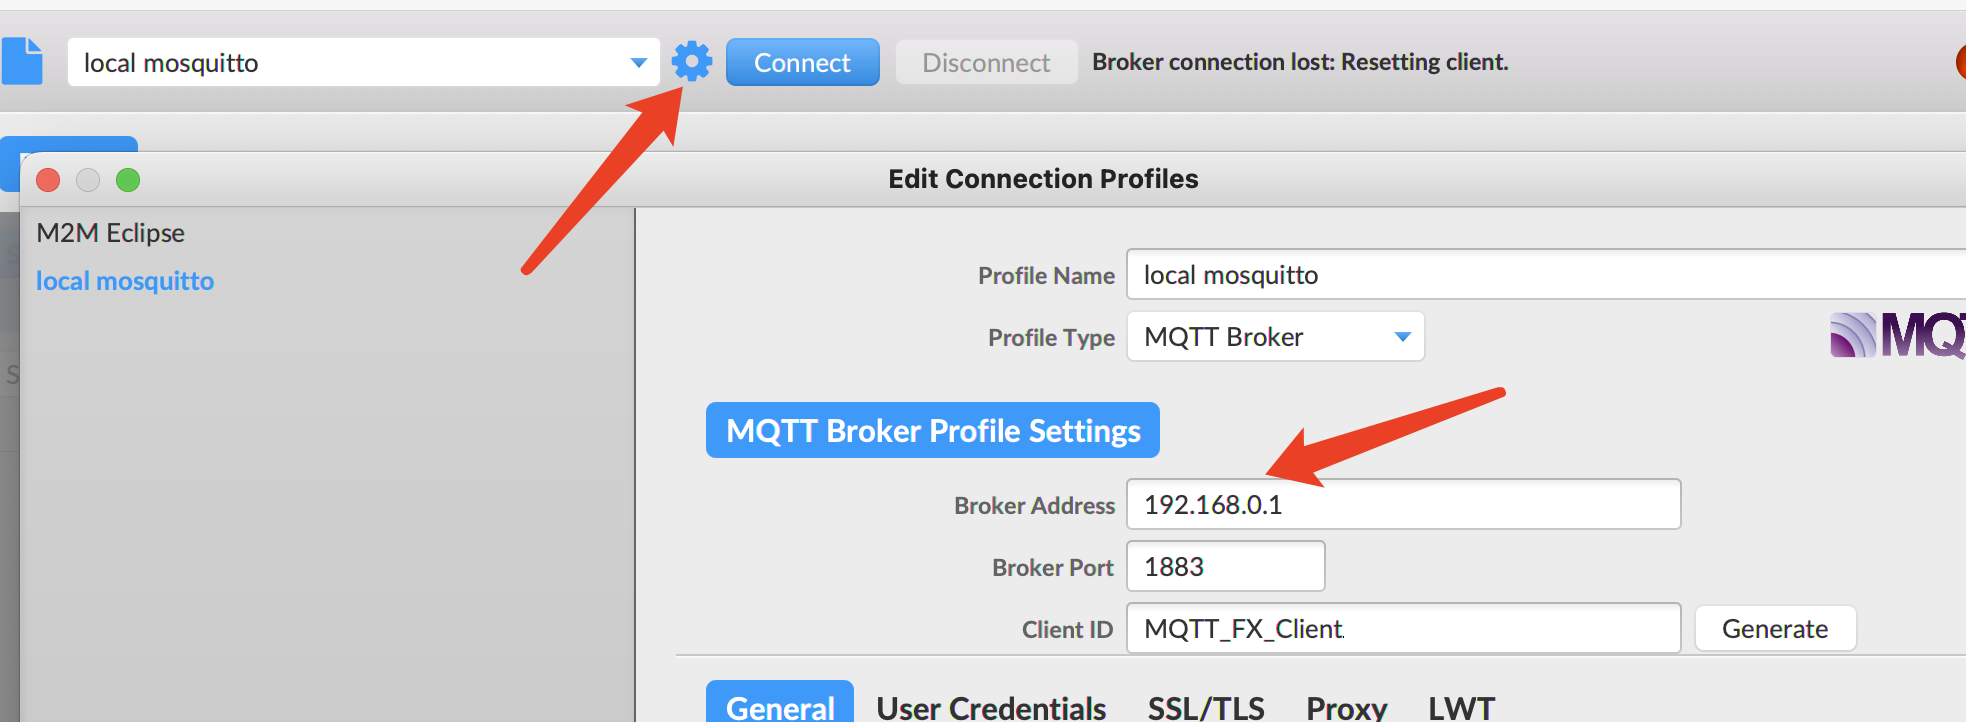 local mosquitto
Connect
Disconnect
Broker connection lost: Resetting client.
Edit Connection Profiles
M2M Eclipse
local mosquitto
Profile Name
local mosquitto
Profile Type
MQTT Broker
MQTT Broker Profile Settings
Broker Address
192.168.0.1
Broker Port
1883
Client ID
MQTT_FX_Client
Generate
General
User Credentials
SSL/TLS
Proxy
LWT